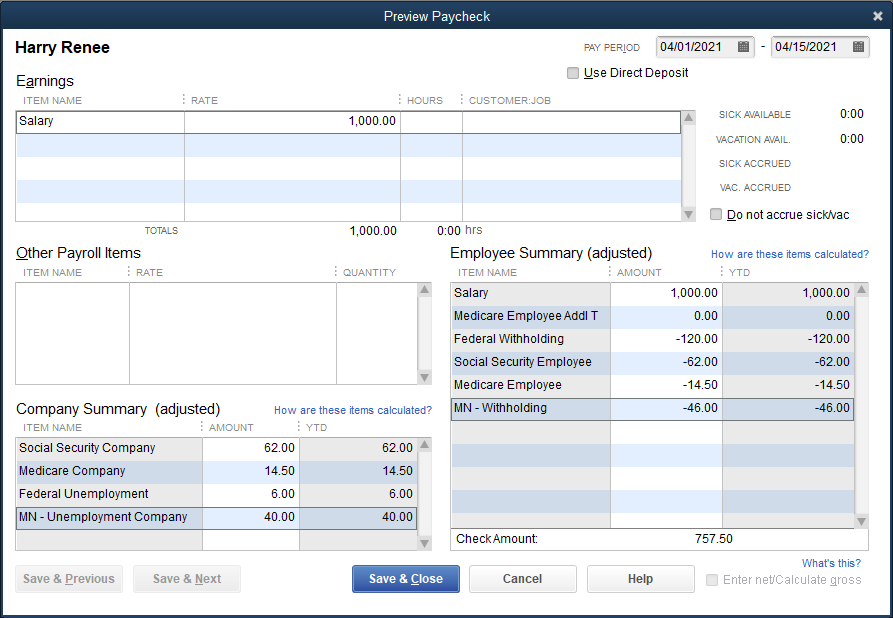 Preview Paycheck
Harry Renee
PAY PERIOD 04/01/2021 - 04/15/2021
Use Direct Deposit
Earnings
ITEM NAME RATE HOURS CUSTOMER:JOB
Salary 1,000.00
TOTALS 1,000.00 0:00 hrs
SICK AVAILABLE 0:00
VACATION AVAIL. 0:00
SICK ACCRUED
VAC. ACCRUED
Do not accrue sick/vac
Other Payroll Items
ITEM NAME RATE QUANTITY
Employee Summary (adjusted) How are these items calculated?
ITEM NAME AMOUNT YTD
Salary 1,000.00 1,000.00
Medicare Employee Addl T 0.00 0.00
Federal Withholding -120.00 -120.00
Social Security Employee -62.00 -62.00
Medicare Employee -14.50 -14.50
MN - Withholding -46.00 -46.00
Check Amount: 757.50
Company Summary (adjusted) How are these items calculated?
ITEM NAME AMOUNT YTD
Social Security Company 62.00 62.00
Medicare Company 14.50 14.50
Federal Unemployment 6.00 6.00
MN - Unemployment Company 40.00 40.00
What's this?
Save & Previous Save & Next Save & Close Cancel Help Enter net/Calculate gross